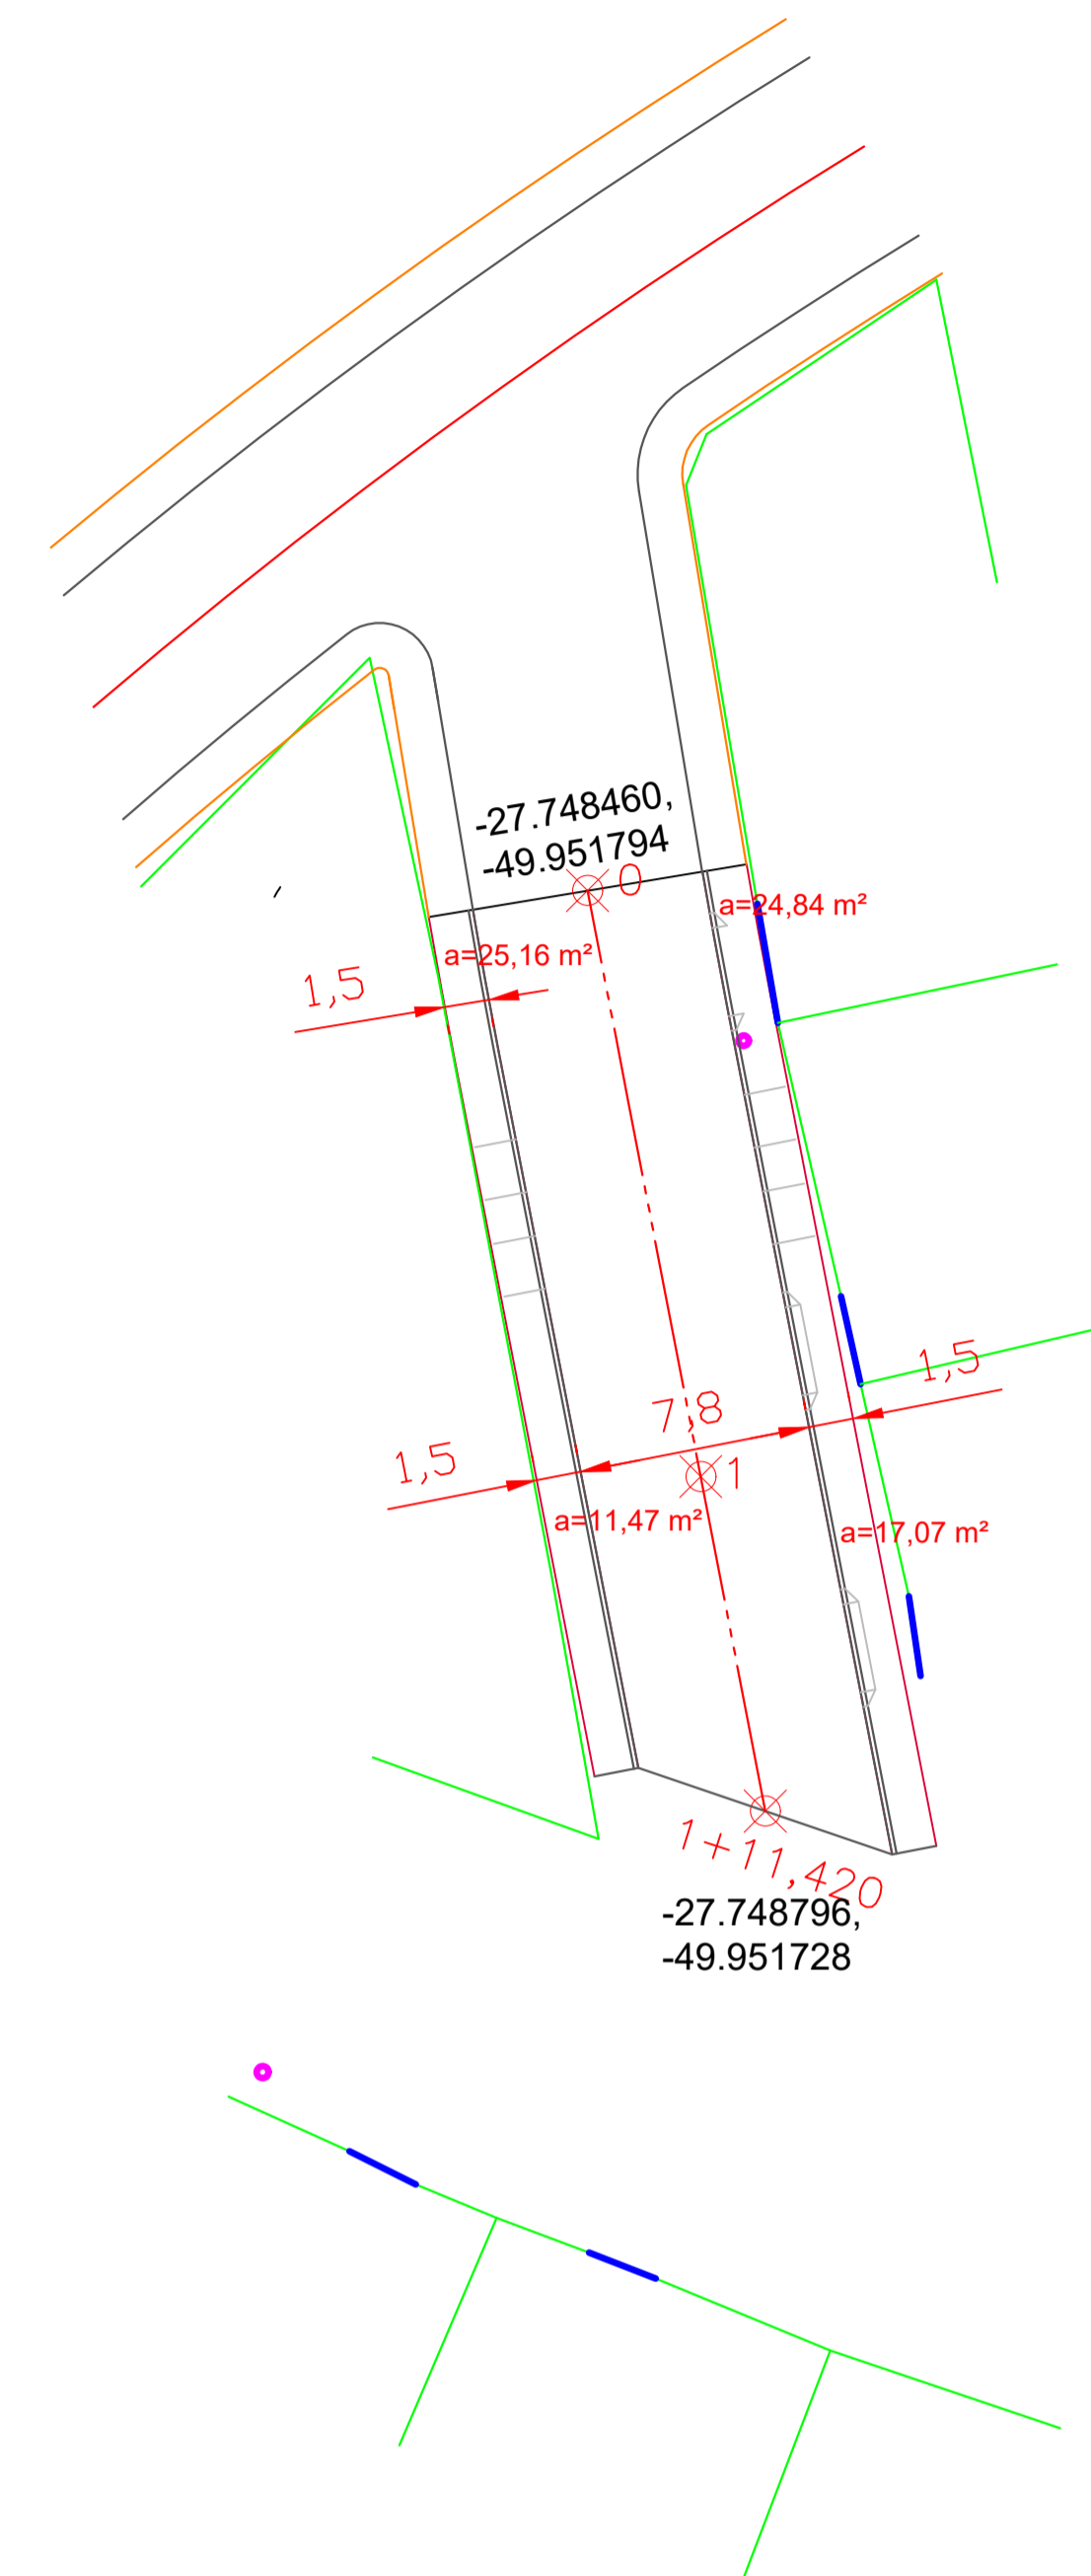 -27.748460,
-49.951794
0
a=24,84 m²
a=25,16 m²
1,5
1,5
7,8
1,5
1
a=11,47 m²
a=17,07 m²
1+11,420
-27.748796,
-49.951728